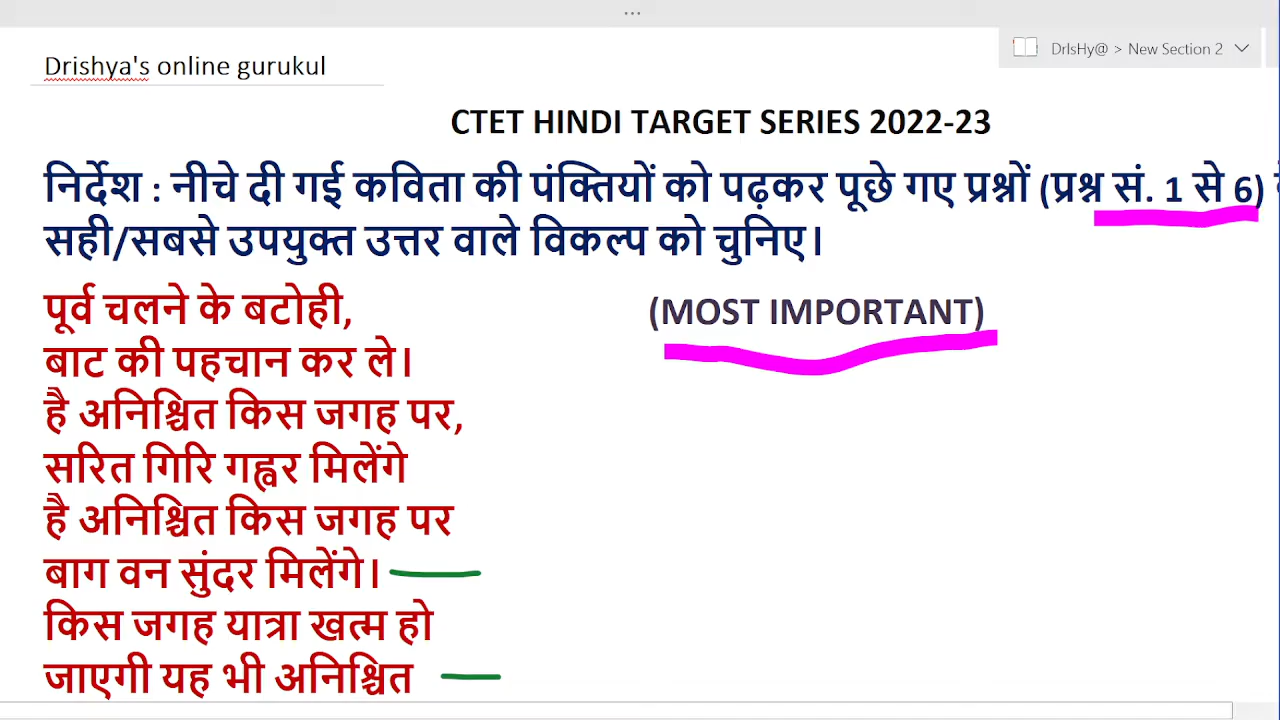 Drishya's online gurukul
DrIsHy@ > New Section 2
CTET HINDI TARGET SERIES 2022-23
निर्देश : नीचे दी गई कविता की पंक्तियों को पढ़कर पूछे गए प्रश्नों (प्रश्न सं. 1 से 6)
सही/सबसे उपयुक्त उत्तर वाले विकल्प को चुनिए।
पूर्व चलने के बटोही,
(MOST IMPORTANT)
बाट की पहचान कर ले।
है अनिश्चित किस जगह पर,
सरित गिरि गह्वर मिलेंगे
है अनिश्चित किस जगह पर
बाग वन सुंदर मिलेंगे।
किस जगह यात्रा खत्म हो
जाएगी यह भी अनिश्चित